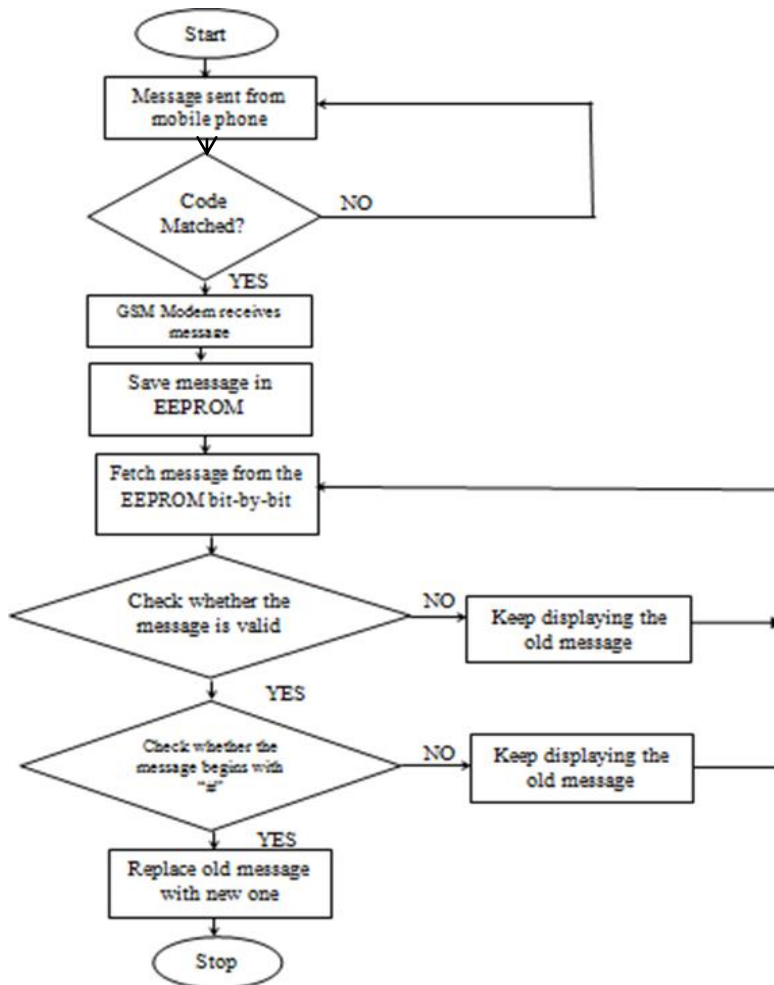 Start
Message sent from
mobile phone
Code
Matched?
NO
YES
GSM Modem receives
message
Save message in
EEPROM
Fetch message from the
EEPROM bit-by-bit
Check whether the
message is valid
NO
Keep displaying the
old message
YES
Check whether the
message begins with
"#"
NO
Keep displaying the
old message
YES
Replace old message
with new one
Stop